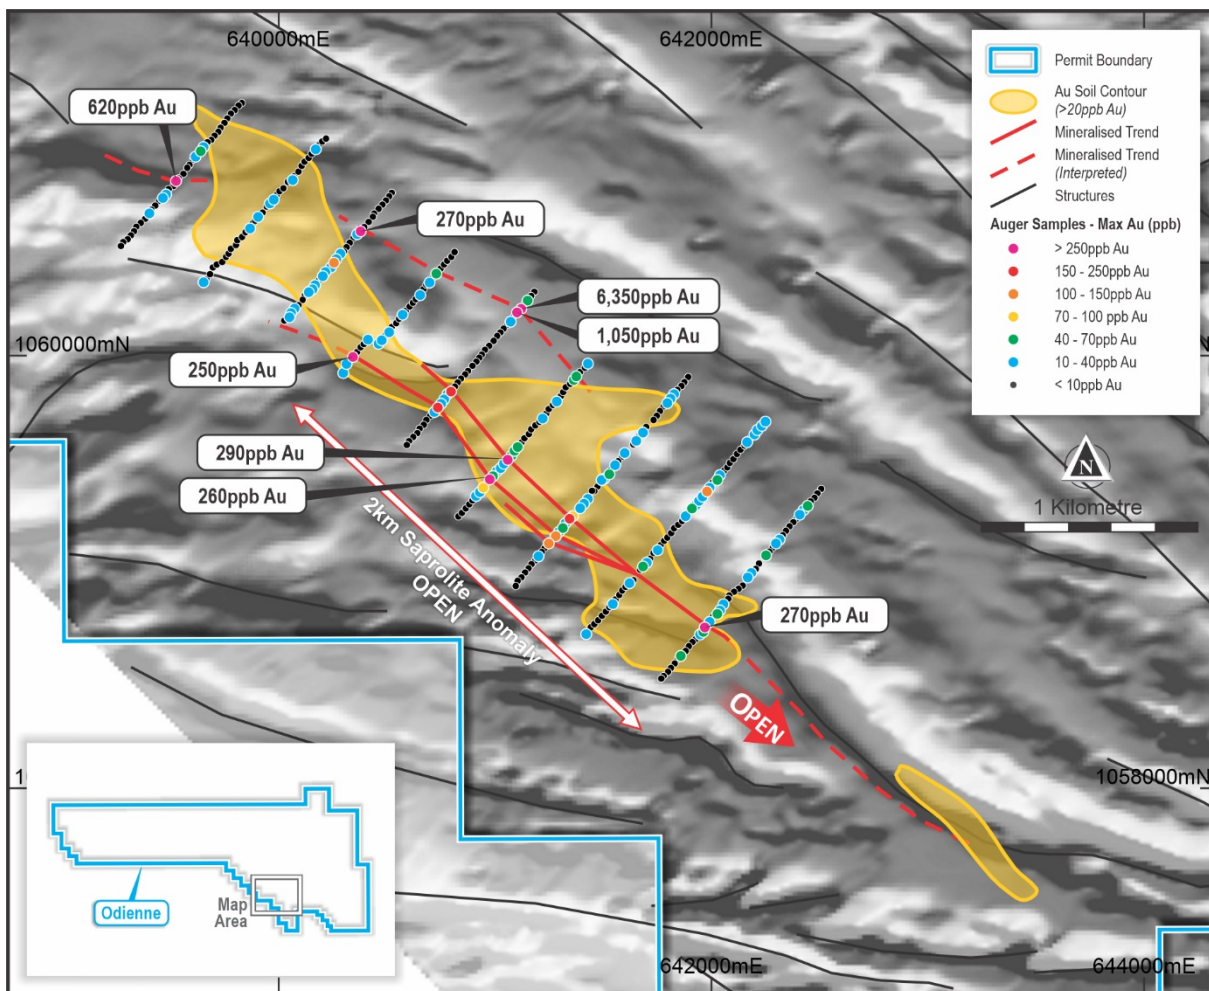 640000mE
642000mE
620ppb Au
270ppb Au
6,350ppb Au
1,050ppb Au
1060000mN
250ppb Au
290ppb Au
260ppb Au
2km Saprolite Anomaly
OPEN
270ppb Au
OPEN
1058000mN
642000mE
644000mE
Permit Boundary
Au Soil Contour
(>20ppb Au)
Mineralised Trend
Mineralised Trend
(Interpreted)
Structures
Auger Samples - Max Au (ppb)
> 250ppb Au
150 - 250ppb Au
100 - 150ppb Au
70 - 100 ppb Au
40 - 70ppb Au
10 - 40ppb Au
< 10ppb Au
N
1 Kilometre
Odienne
Map
Area